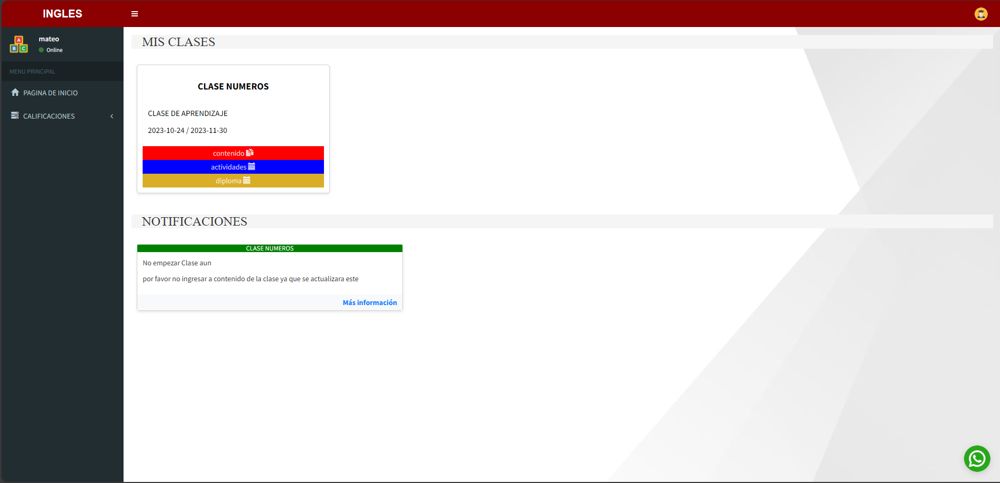 INGLES
mateo
Online
MENU PRINCIPAL
PAGINA DE INICIO
CALIFICACIONES
MIS CLASES
CLASE NUMEROS
CLASE DE APRENDIZAJE
2023-10-24 / 2023-11-30
contenido
actividades
diploma
NOTIFICACIONES
CLASE NUMEROS
No empezar Clase aun
por favor no ingresar a contenido de la clase ya que se actualizara este
Más información